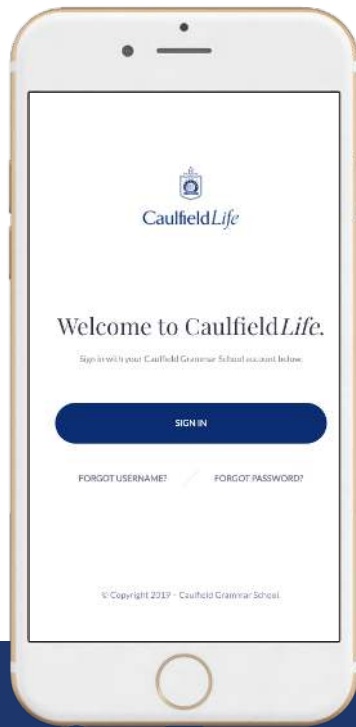 CaulfieldLife
Welcome to CaulfieldLife.
Sign in with your Caulfield Grammar School account below.
SIGN IN
FORGOT USERNAME? / FORGOT PASSWORD?
© Copyright 2019 - Caulfield Grammar School.